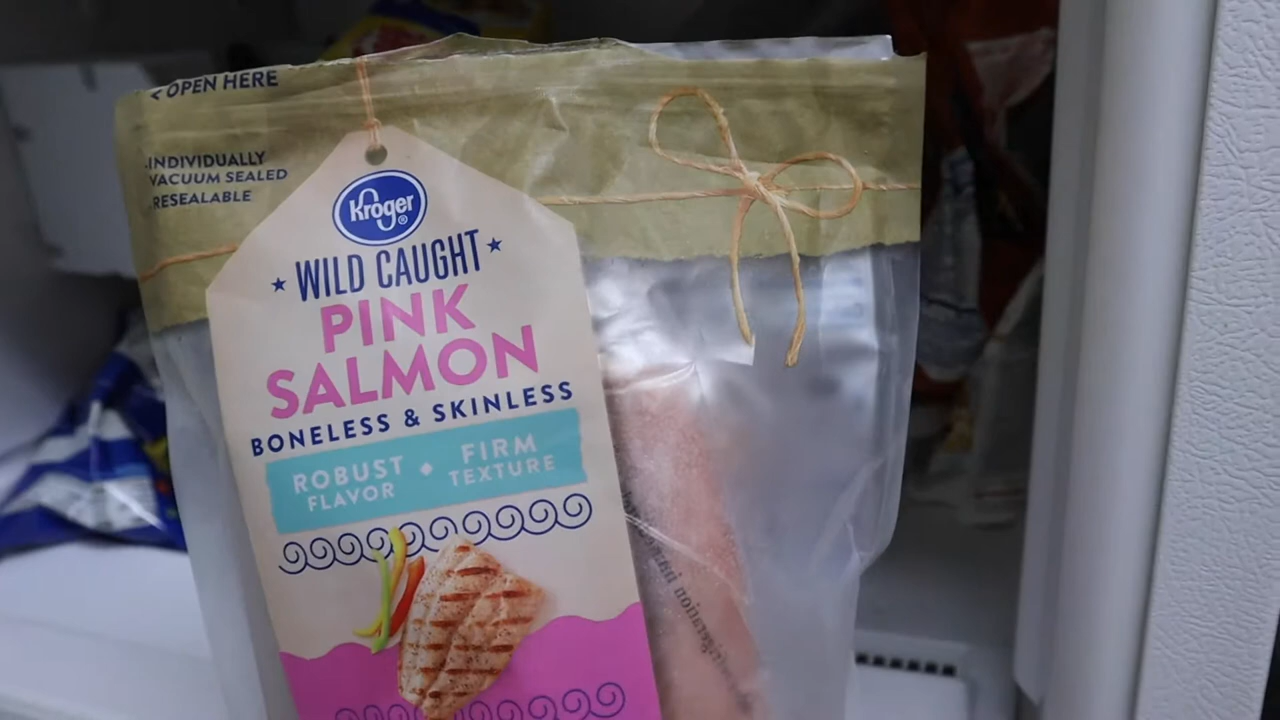 < OPEN HERE
INDIVIDUALLY
VACUUM SEALED
RESEALABLE
Kroger®
WILD CAUGHT
PINK
SALMON
BONELESS & SKINLESS
ROBUST FLAVOR • FIRM TEXTURE